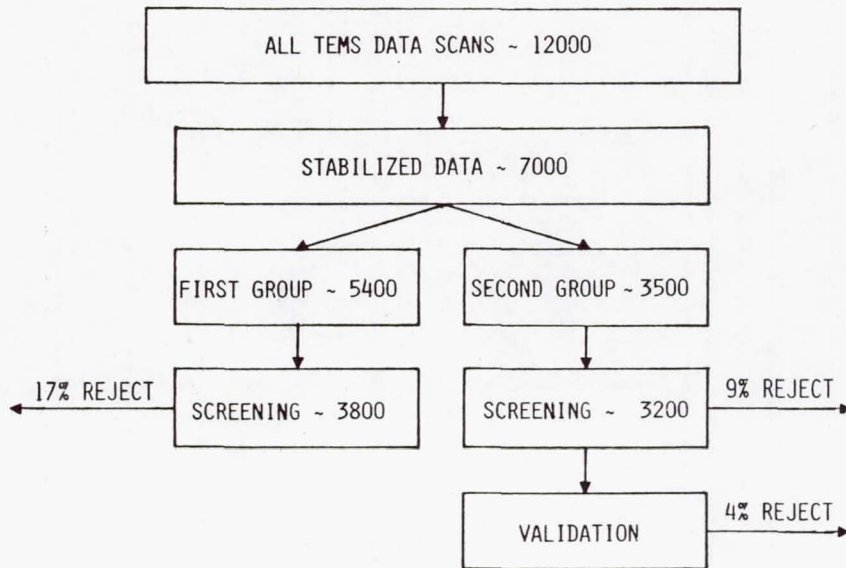 ALL TEMS DATA SCANS ~ 12000
STABILIZED DATA ~ 7000
FIRST GROUP ~ 5400
SECOND GROUP ~ 3500
17% REJECT
SCREENING ~ 3800
SCREENING ~ 3200
9% REJECT
VALIDATION
4% REJECT